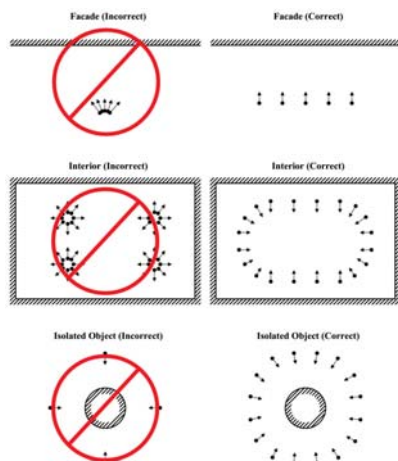 Facade (Incorrect)
Facade (Correct)
Interior (Incorrect)
Interior (Correct)
Isolated Object (Incorrect)
Isolated Object (Correct)